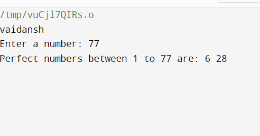 /tmp/vuCjl7QIRs.o
vaidansh
Enter a number: 77
Perfect numbers between 1 to 77 are: 6 28